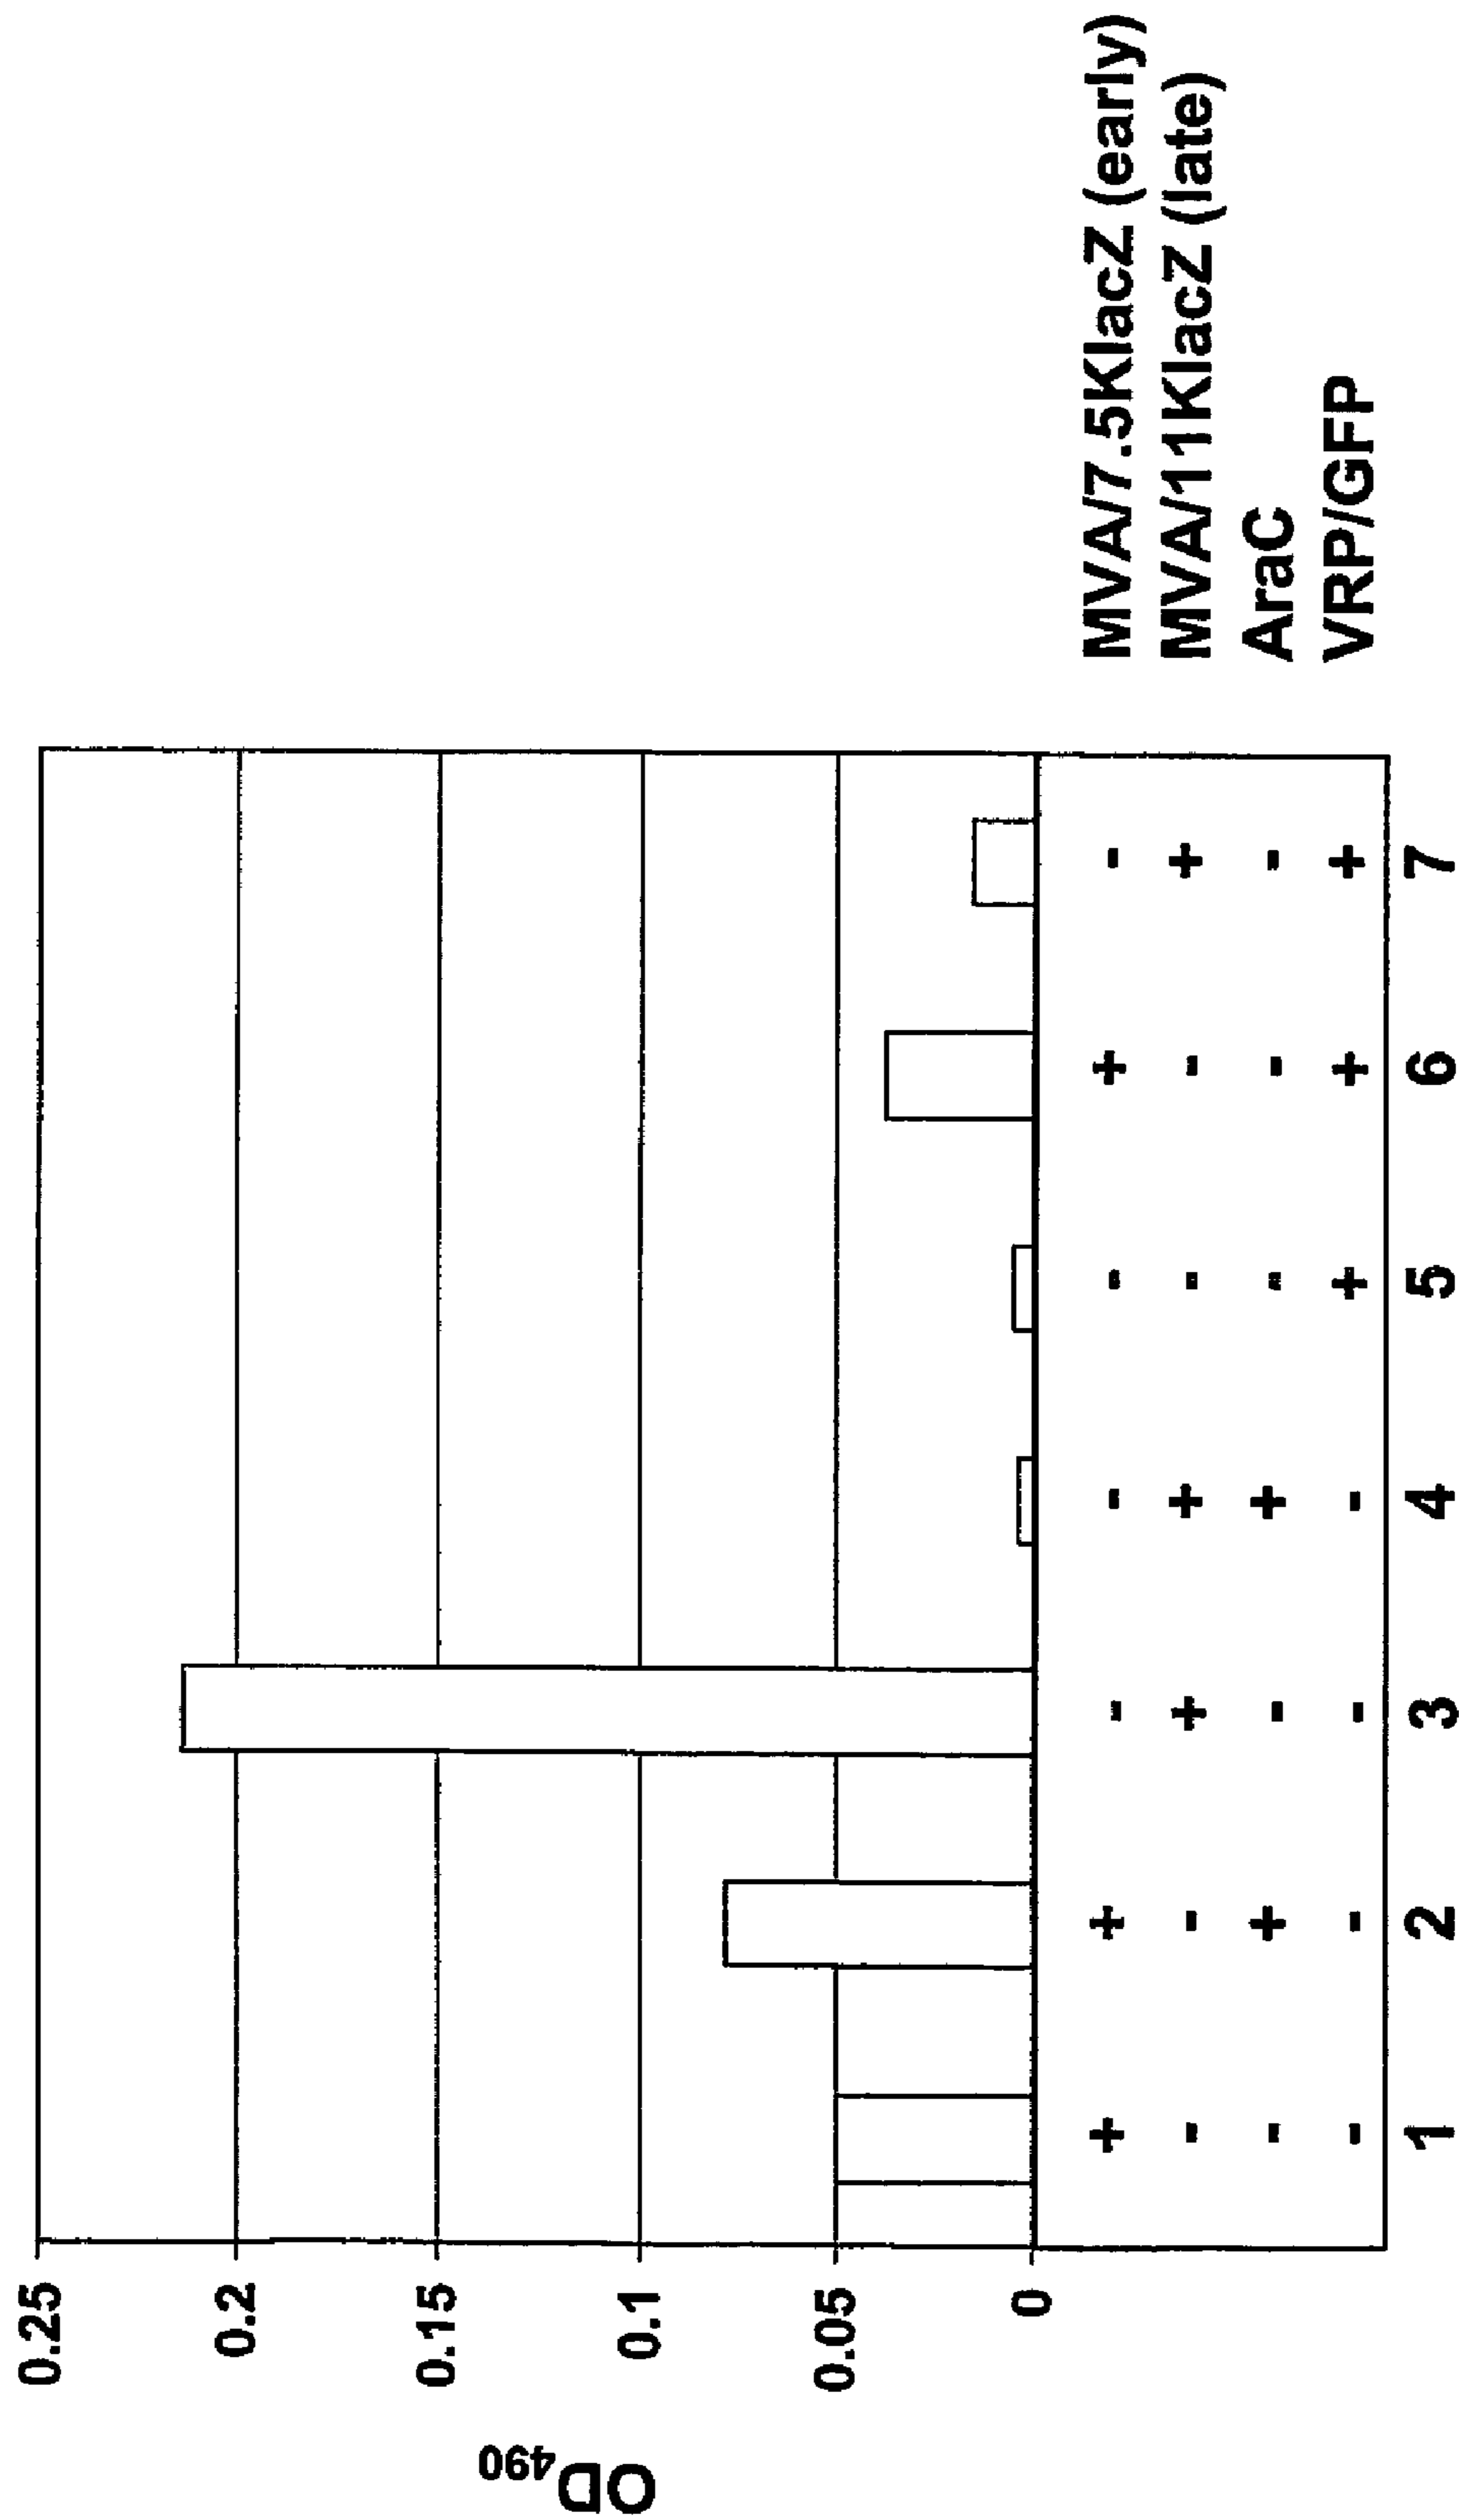 OD490
0.25
0.2
0.15
0.1
0.05
0
+ + - - - + - MVA/7.5KlacZ (early)
- - + + - - + MVA/11KlacZ (late)
- + - + - - - AraC
- - - - + + + VRP/GFP
1 2 3 4 5 6 7